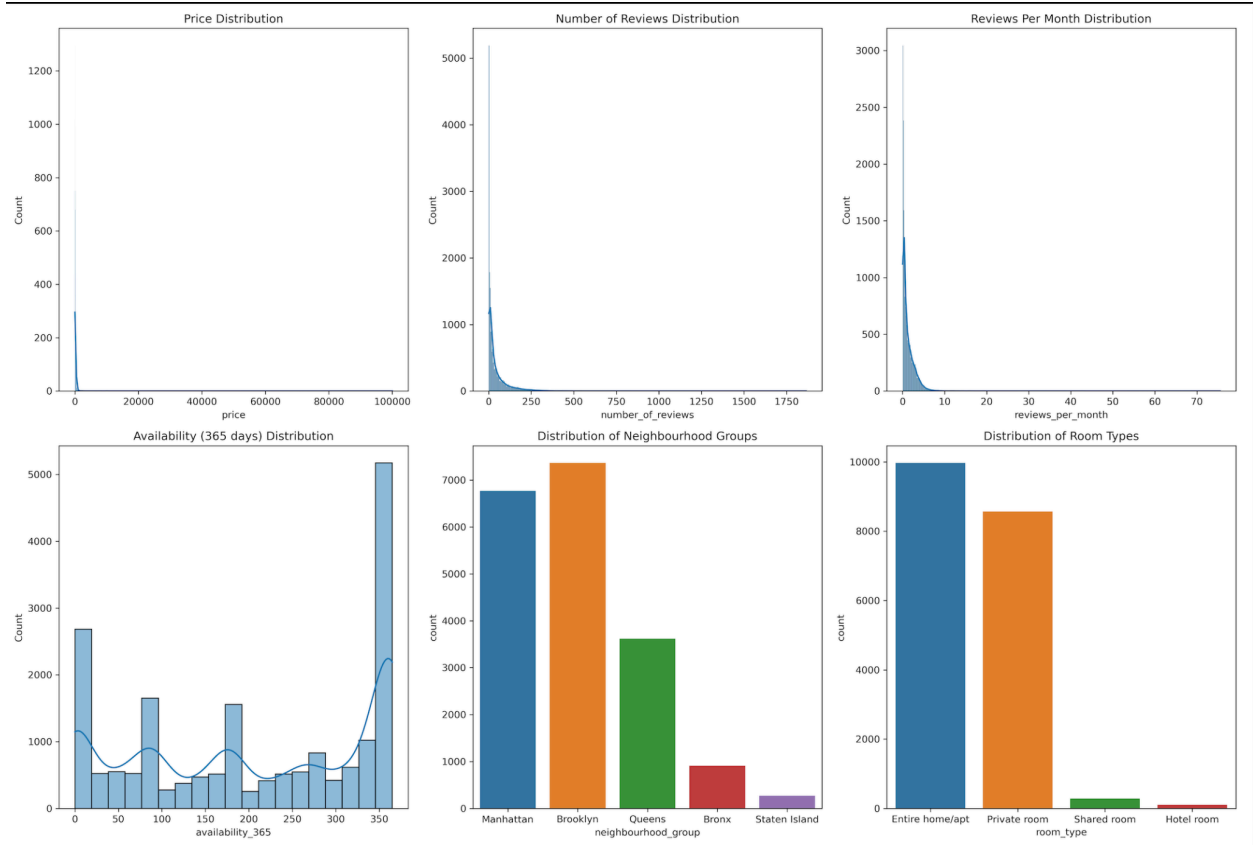 Price Distribution
Count
1200
1000
800
600
400
200
0
0 20000 40000 60000 80000 100000
price
Number of Reviews Distribution
Count
5000
4000
3000
2000
1000
0
0 250 500 750 1000 1250 1500 1750
number_of_reviews
Reviews Per Month Distribution
Count
3000
2500
2000
1500
1000
500
0
0 10 20 30 40 50 60 70
reviews_per_month
Availability (365 days) Distribution
Count
5000
4000
3000
2000
1000
0
0 50 100 150 200 250 300 350
availability_365
Distribution of Neighbourhood Groups
count
7000
6000
5000
4000
3000
2000
1000
0
Manhattan Brooklyn Queens Bronx Staten Island
neighbourhood_group
Distribution of Room Types
count
10000
8000
6000
4000
2000
0
Entire home/apt Private room Shared room Hotel room
room_type